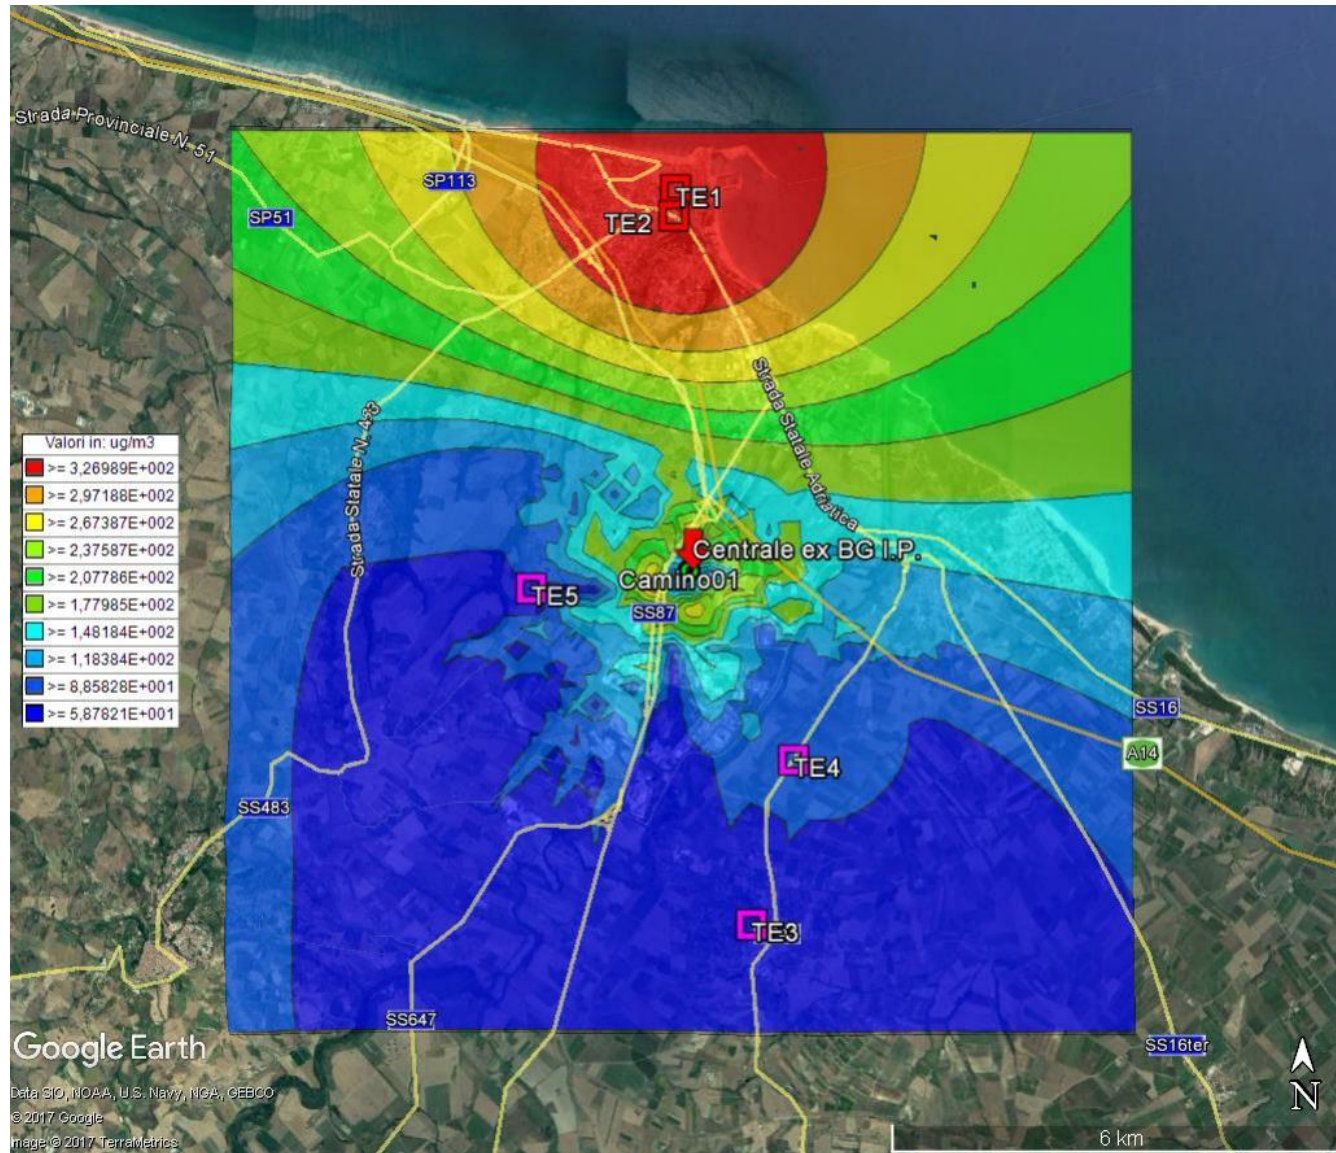 Strada Provinciale N. 51
SP113
SP51
TE1
TE2
Strada Statale N. 483
Strada Statale Adriatica
Valori in: ug/m3
>= 3,26989E+002
>= 2,97188E+002
>= 2,67387E+002
>= 2,37587E+002
>= 2,07786E+002
>= 1,77985E+002
>= 1,48184E+002
>= 1,18384E+002
>= 8,85828E+001
>= 5,87821E+001
Centrale ex BG I.P.
Camino01
TE5
SS87
SS16
A14
TE4
SS483
TE3
SS647
SS16ter
Google Earth
Data SIO, NOAA, U.S. Navy, NGA, GEBCO
© 2017 Google
Image © 2017 TerraMetrics
N
6 km